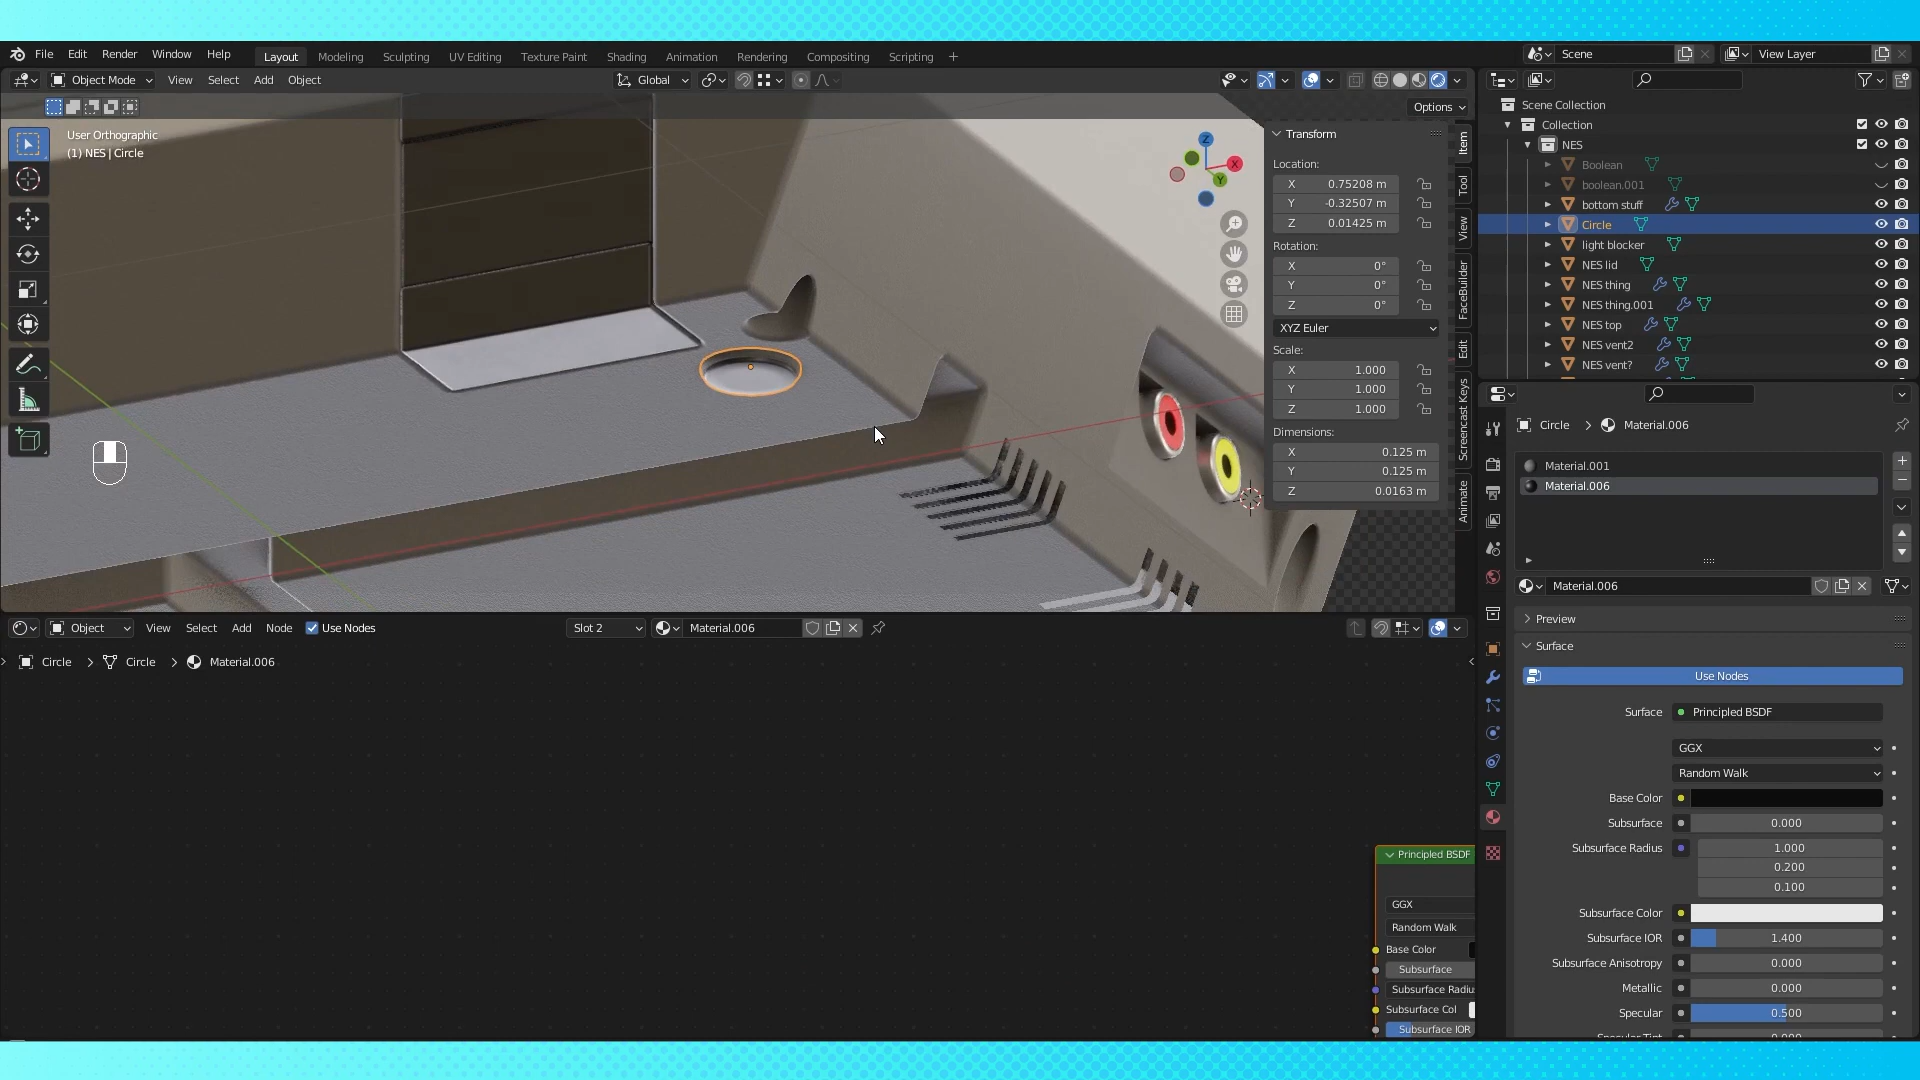 File Edit Render Window Help Layout Modeling Sculpting UV Editing Texture Paint Shading Animation Rendering Compositing Scripting Scene View Layer
Object Mode View Select Add Object Global
Options
User Orthographic
(1) NES | Circle
Transform
Location:
X 0.75208 m
Y -0.32507 m
Z 0.01425 m
Rotation:
X 0°
Y 0°
Z 0°
XYZ Euler
Scale:
X 1.000
Y 1.000
Z 1.000
Dimensions:
X 0.125 m
Y 0.125 m
Z 0.0163 m
Item
Tool
View
FaceBuilder
Edit
Screencast Keys
Animate
X
Y
Z
Scene Collection
Collection
NES
Boolean
boolean.001
bottom stuff
Circle
light blocker
NES lid
NES thing
NES thing.001
NES top
NES vent2
NES vent?
Circle Material.006
Material.001
Material.006
Material.006
Preview
Surface
Use Nodes
Surface Principled BSDF
GGX
Random Walk
Base Color
Subsurface 0.000
Subsurface Radius 1.000
0.200
0.100
Subsurface Color
Subsurface IOR 1.400
Subsurface Anisotropy 0.000
Metallic 0.000
Specular 0.500
Object View Select Add Node Use Nodes Slot 2 Material.006
Circle Circle Material.006
Principled BSDF
GGX
Random Walk
Base Color
Subsurface
Subsurface Radiu
Subsurface Col
Subsurface IOR